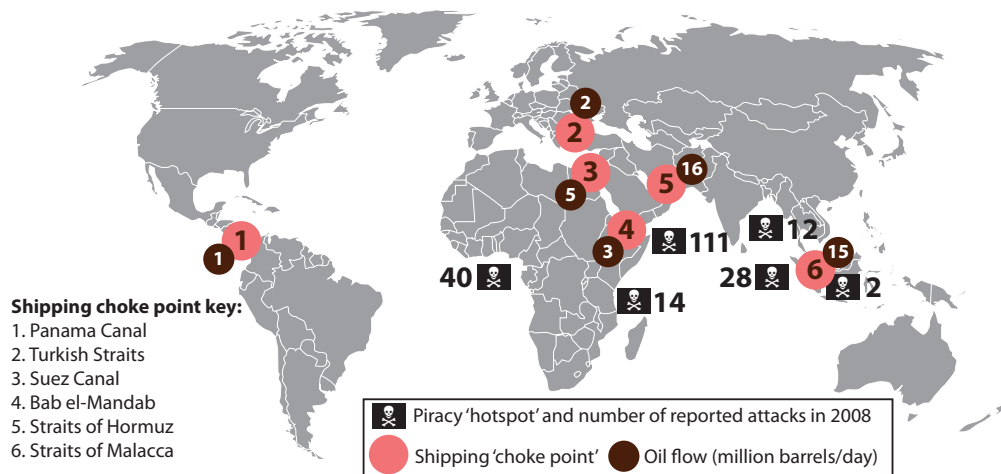 2
2
3
5
5
16
4
3
111
12
1
1
40
14
28
15
6
2
Shipping choke point key:
1. Panama Canal
2. Turkish Straits
3. Suez Canal
4. Bab el-Mandab
5. Straits of Hormuz
6. Straits of Malacca
Piracy ‘hotspot’ and number of reported attacks in 2008
Shipping ‘choke point’
Oil flow (million barrels/day)